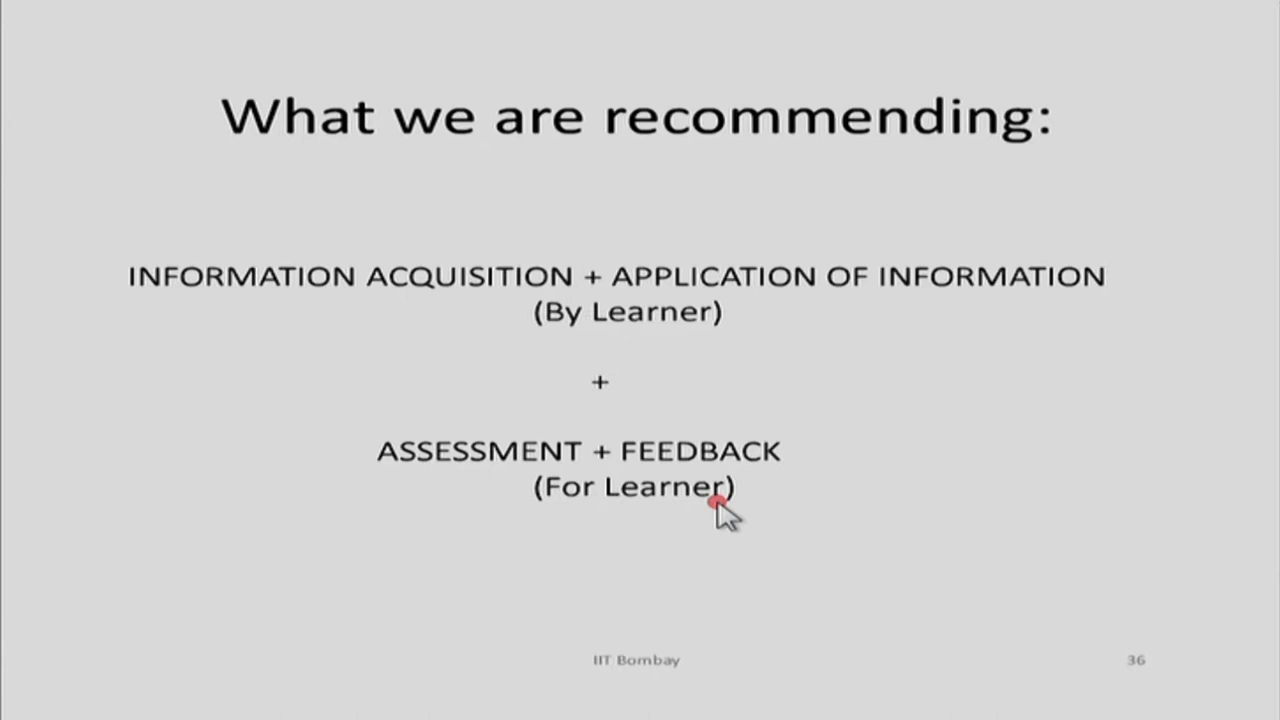 What we are recommending:
INFORMATION ACQUISITION + APPLICATION OF INFORMATION
(By Learner)
+
ASSESSMENT + FEEDBACK
(For Learner)
IIT Bombay
36